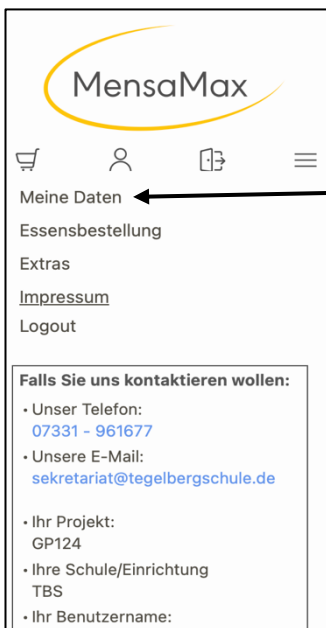 MensaMax
Meine Daten
Essensbestellung
Extras
Impressum
Logout
Falls Sie uns kontaktieren wollen:
• Unser Telefon:
07331 - 961677
• Unsere E-Mail:
sekretariat@tegelbergschule.de
• Ihr Projekt:
GP124
• Ihre Schule/Einrichtung
TBS
• Ihr Benutzername: